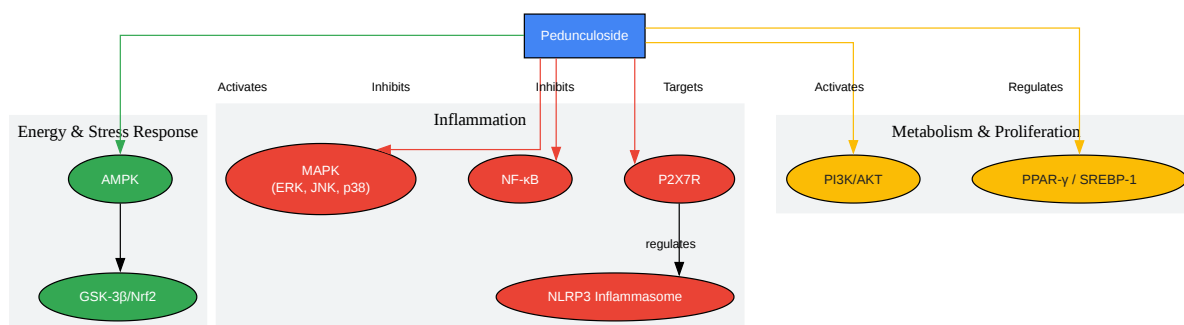 Pedunculoside
Activates
Inhibits
Inhibits
Targets
Activates
Regulates
Energy & Stress Response
Inflammation
Metabolism & Proliferation
AMPK
MAPK
(ERK, JNK, p38)
NF-κB
P2X7R
PI3K/AKT
PPAR-γ / SREBP-1
regulates
GSK-3β/Nrf2
NLRP3 Inflammasome